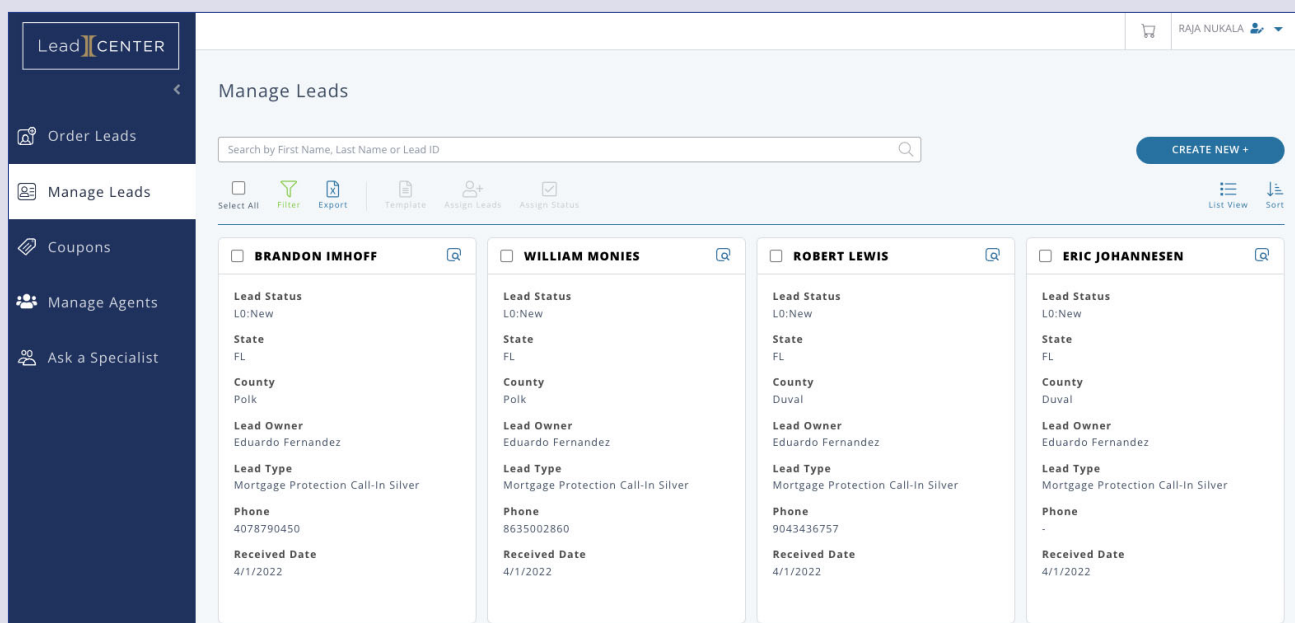 Lead CENTER
RAJA NUKALA
Order Leads
Manage Leads
Coupons
Manage Agents
Ask a Specialist
Manage Leads
Search by First Name, Last Name or Lead ID
CREATE NEW +
Select All
Filter
Export
Template
Assign Leads
Assign Status
List View
Sort
BRANDON IMHOFF
Lead Status
L0:New
State
FL
County
Polk
Lead Owner
Eduardo Fernandez
Lead Type
Mortgage Protection Call-In Silver
Phone
4078790450
Received Date
4/1/2022
WILLIAM MONIES
Lead Status
L0:New
State
FL
County
Polk
Lead Owner
Eduardo Fernandez
Lead Type
Mortgage Protection Call-In Silver
Phone
8635002860
Received Date
4/1/2022
ROBERT LEWIS
Lead Status
L0:New
State
FL
County
Duval
Lead Owner
Eduardo Fernandez
Lead Type
Mortgage Protection Call-In Silver
Phone
9043436757
Received Date
4/1/2022
ERIC JOHANNESEN
Lead Status
L0:New
State
FL
County
Duval
Lead Owner
Eduardo Fernandez
Lead Type
Mortgage Protection Call-In Silver
Phone
-
Received Date
4/1/2022